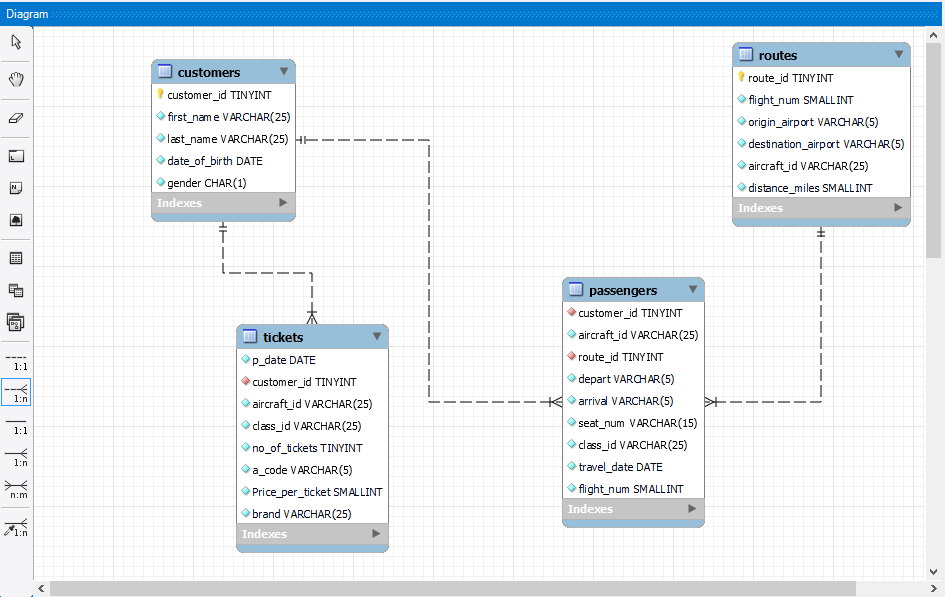 Diagram
1:1
1:n
1:1
1:n
n:m
1:n
customers
customer_id TINYINT
first_name VARCHAR(25)
last_name VARCHAR(25)
date_of_birth DATE
gender CHAR(1)
Indexes
routes
route_id TINYINT
flight_num SMALLINT
origin_airport VARCHAR(5)
destination_airport VARCHAR(5)
aircraft_id VARCHAR(25)
distance_miles SMALLINT
Indexes
tickets
p_date DATE
customer_id TINYINT
aircraft_id VARCHAR(25)
class_id VARCHAR(25)
no_of_tickets TINYINT
a_code VARCHAR(5)
Price_per_ticket SMALLINT
brand VARCHAR(25)
Indexes
passengers
customer_id TINYINT
aircraft_id VARCHAR(25)
route_id TINYINT
depart VARCHAR(5)
arrival VARCHAR(5)
seat_num VARCHAR(15)
class_id VARCHAR(25)
travel_date DATE
flight_num SMALLINT
Indexes